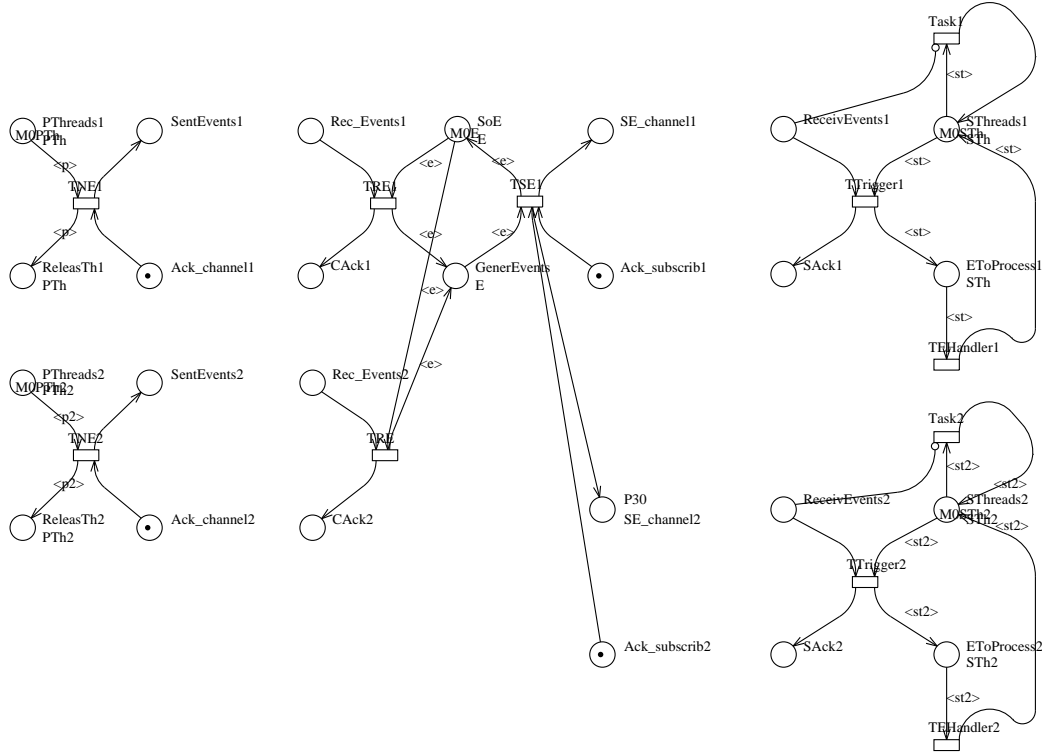 Task1
<st>
PThreads1
M0PTh
PTh
SentEvents1
Rec_Events1
SoE
M0E
E
SE_channel1
ReceivEvents1
SThreads1
M0STh
STh
<st>
<p>
<e>
<e>
<st>
TNE1
TRE1
TSE1
TTrigger1
<p>
<e>
<e>
<st>
ReleasTh1
PTh
Ack_channel1
CAck1
GenerEvents
E
Ack_subscrib1
SAck1
EToProcess1
STh
<e>
<st>
TEHandler1
<e>
PThreads2
M0PTh2
PTh2
SentEvents2
Rec_Events2
<p2>
Task2
TNE2
TRE
<st2>
<p2>
<st2>
ReceivEvents2
SThreads2
M0STh2
STh2
<st2>
ReleasTh2
PTh2
Ack_channel2
CAck2
P30
SE_channel2
<st2>
TTrigger2
<st2>
SAck2
EToProcess2
STh2
Ack_subscrib2
<st2>
TEHandler2